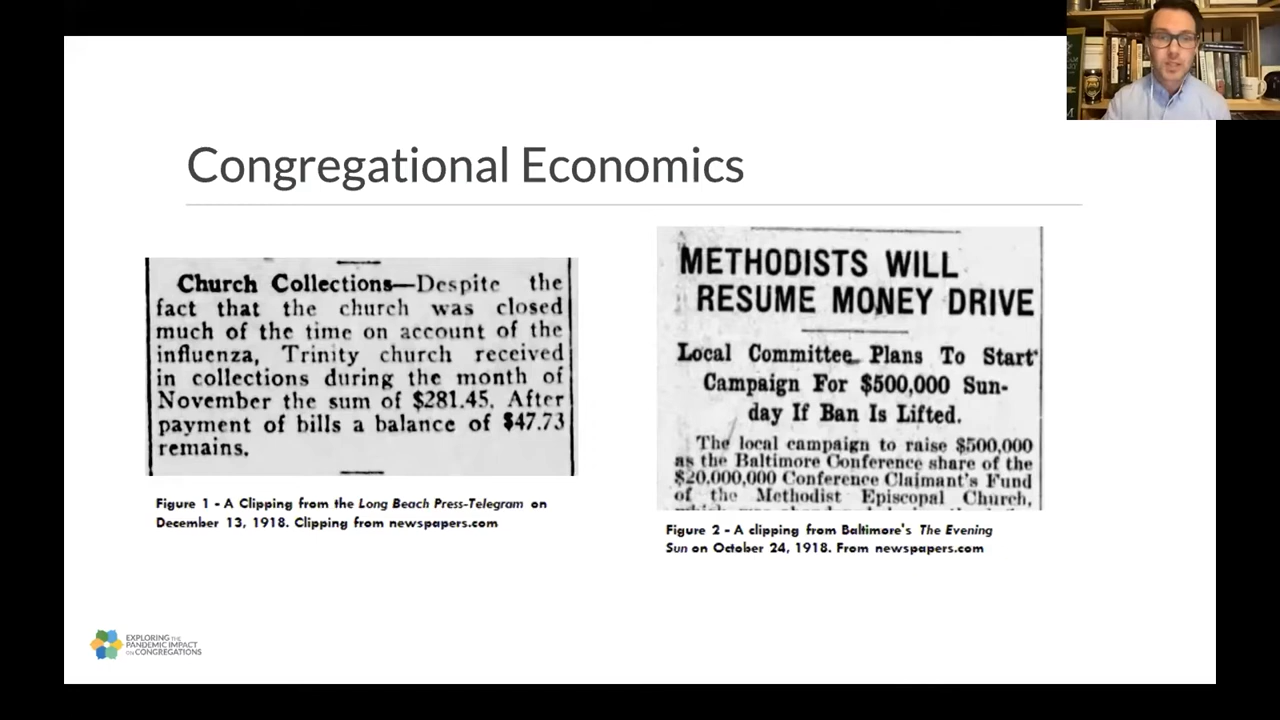 Congregational Economics
Church Collections—Despite the
fact that the church was closed
much of the time on account of the
influenza, Trinity church received
in collections during the month of
November the sum of $281.45. After
payment of bills a balance of $47.73
remains.
Figure 1 - A Clipping from the Long Beach Press-Telegram on
December 13, 1918. Clipping from newspapers.com
METHODISTS WILL
RESUME MONEY DRIVE
Local Committee Plans To Start
Campaign For $500,000 Sun-
day If Ban Is Lifted.
The local campaign to raise $500,000
as the Baltimore Conference share of the
$20,000,000 Conference Claimant's Fund
of the Methodist Episcopal Church,
Figure 2 - A clipping from Baltimore's The Evening
Sun on October 24, 1918. From newspapers.com
EXPLORING THE
PANDEMIC IMPACT
ON CONGREGATIONS